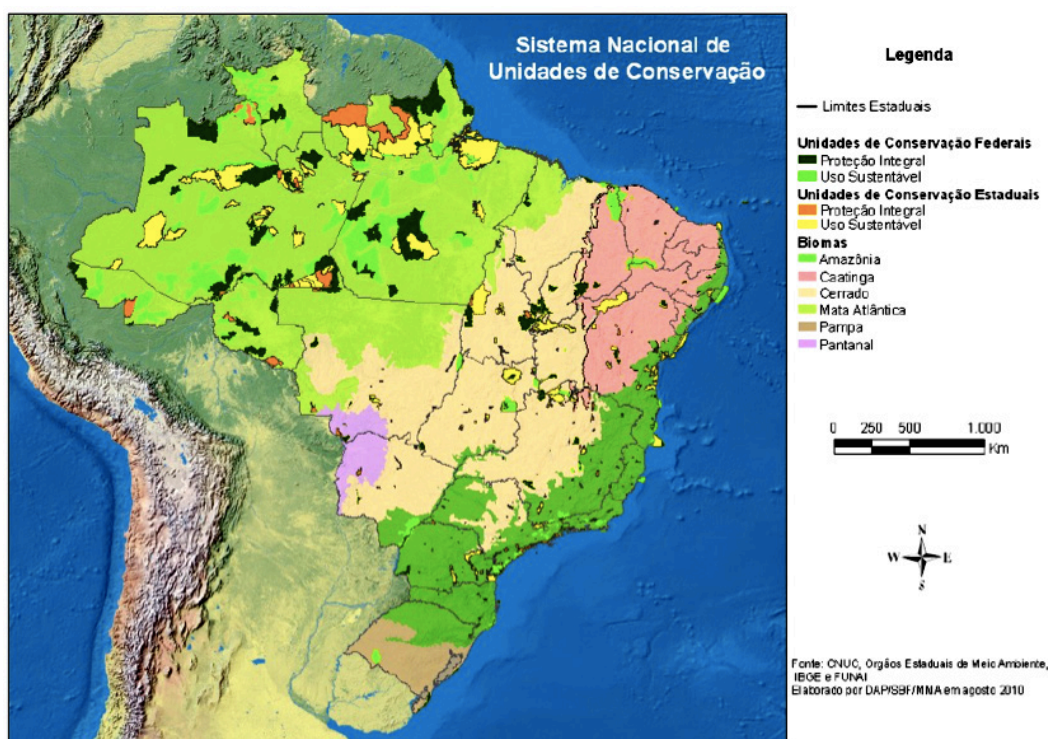 Sistema Nacional de
Unidades de Conservação
Legenda
Limites Estaduais
Unidades de Conservação Federais
Proteção Integral
Uso Sustentável
Unidades de Conservação Estaduais
Proteção Integral
Uso Sustentável
Biomas
Amazônia
Caatinga
Cerrado
Mata Atlântica
Pampa
Pantanal
0 250 500 1.000
Km
N
W E
S
Fonte: CNUC, Orgãos Estaduais de Meio Ambiente,
IBGE e FUNAI
Elaborado por DAP/SBF/MMA em agosto 2010